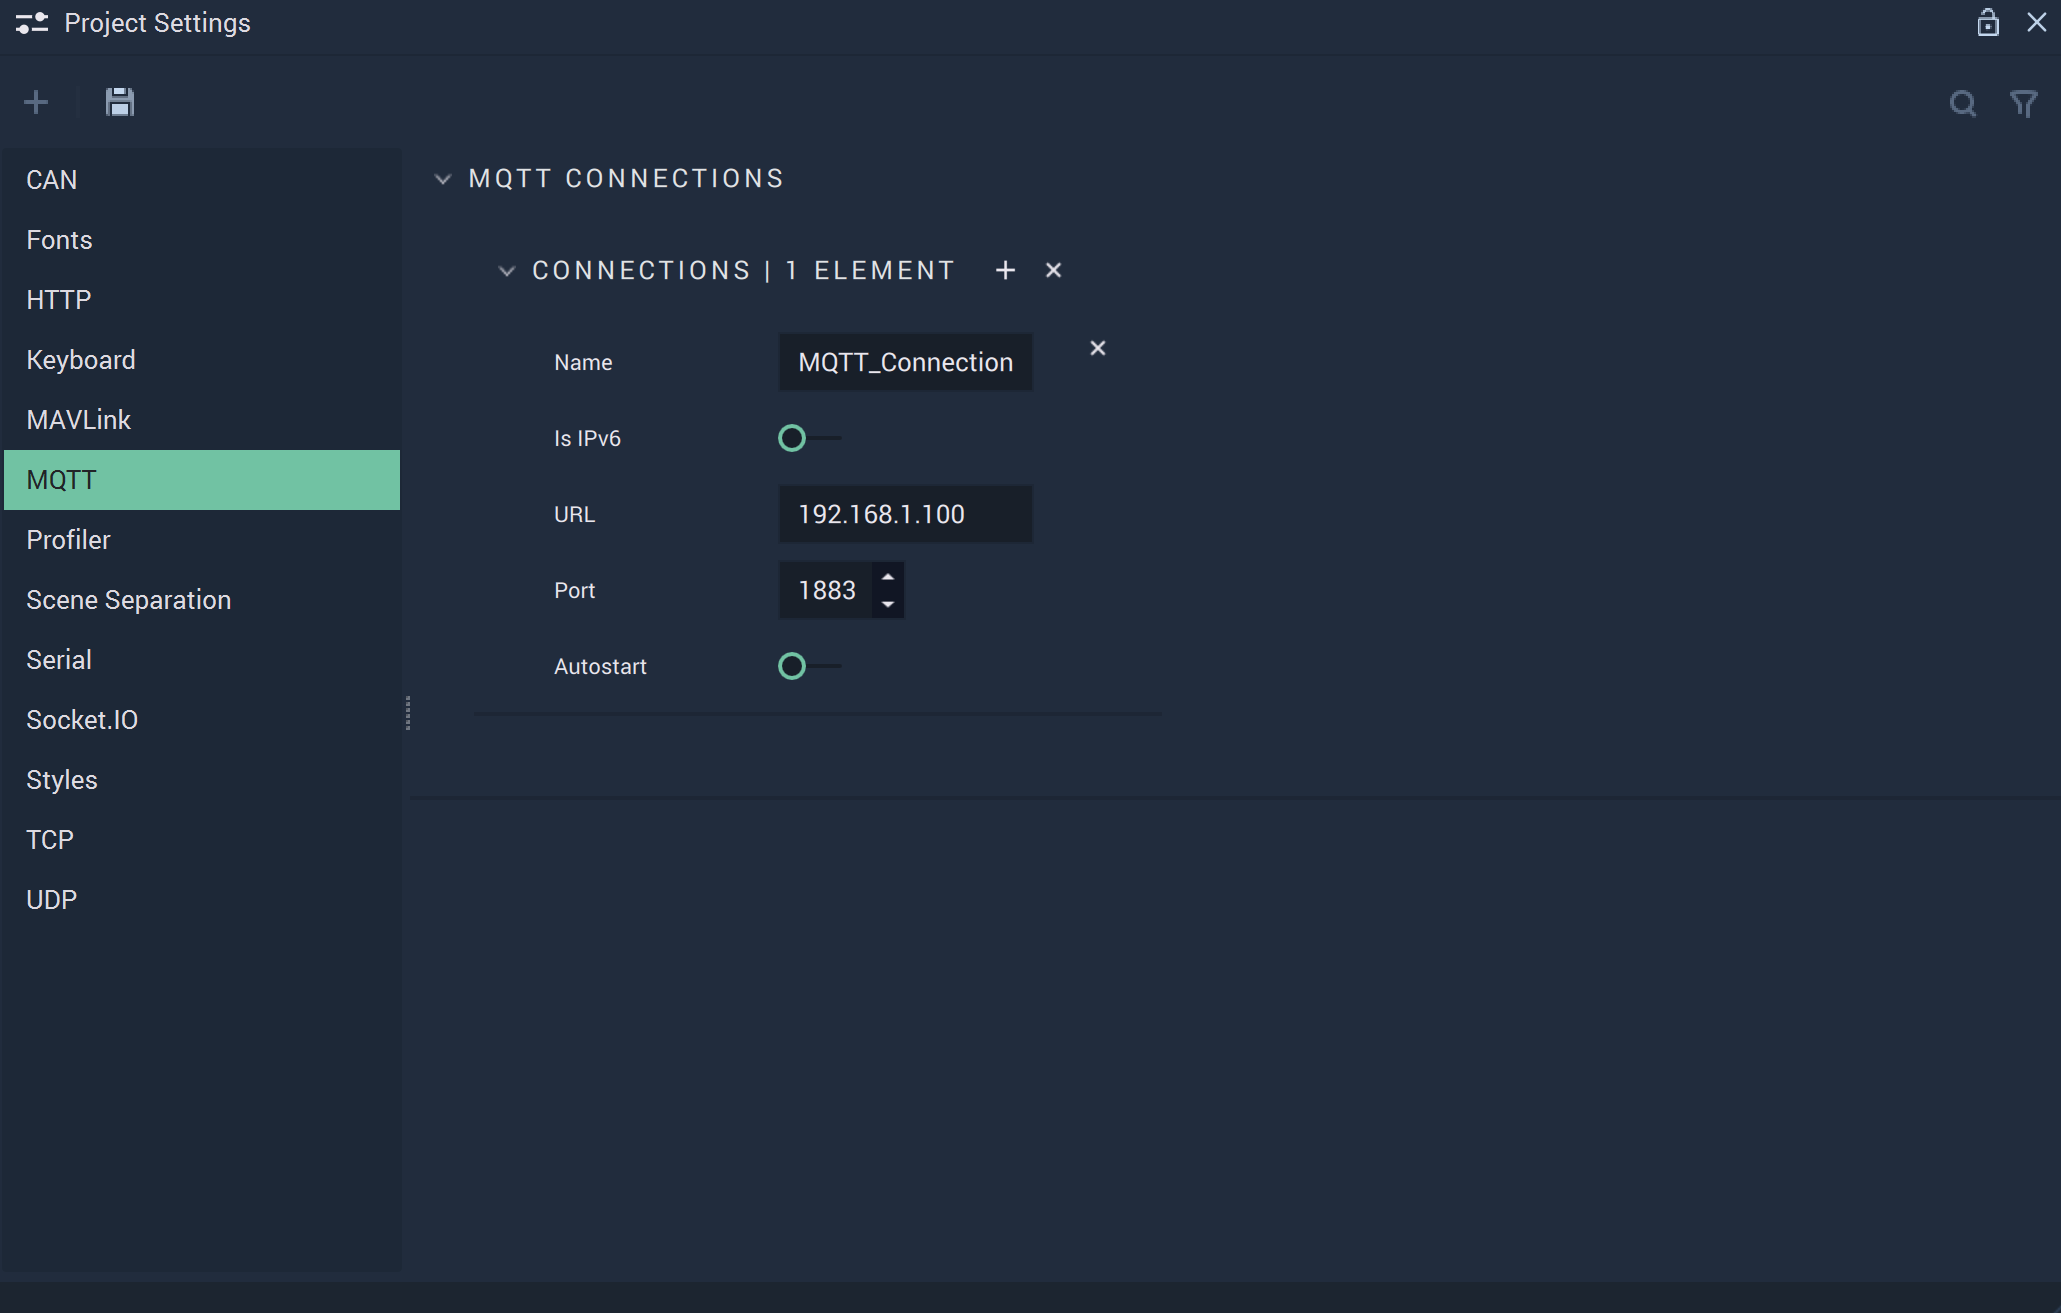 Project Settings
CAN
Fonts
HTTP
Keyboard
MAVLink
MQTT
Profiler
Scene Separation
Serial
Socket.IO
Styles
TCP
UDP
MQTT CONNECTIONS
CONNECTIONS | 1 ELEMENT
Name MQTT_Connection
Is IPv6
URL 192.168.1.100
Port 1883
Autostart